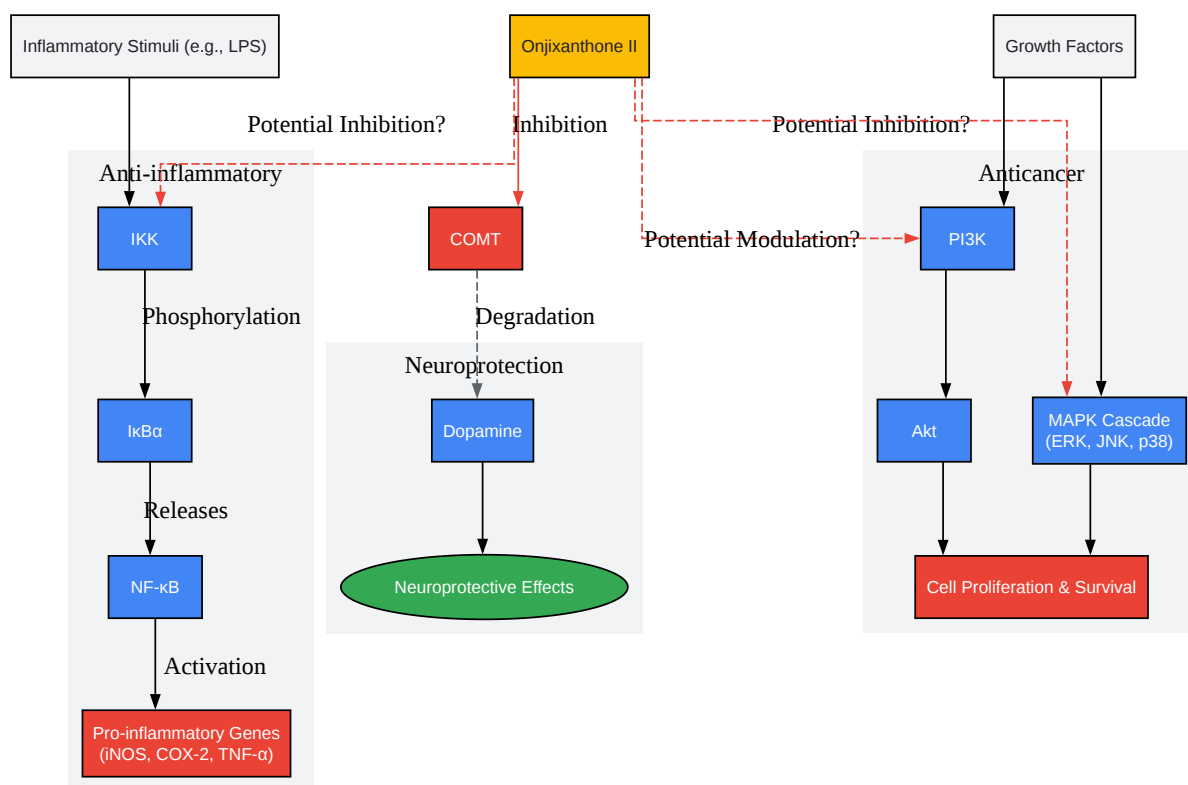 Inflammatory Stimuli (e.g., LPS)
Onjixanthone II
Growth Factors
Potential Inhibition?
Inhibition
Potential Inhibition?
Anti-inflammatory
Anticancer
IKK
COMT
Potential Modulation?
PI3K
Phosphorylation
Degradation
Neuroprotection
IκBα
Dopamine
Akt
MAPK Cascade
(ERK, JNK, p38)
Releases
NF-κB
Neuroprotective Effects
Cell Proliferation & Survival
Activation
Pro-inflammatory Genes
(iNOS, COX-2, TNF-α)